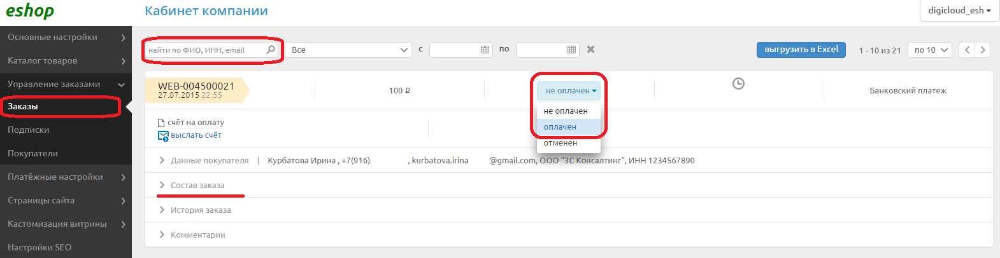 eshop
Кабинет компании
digicloud_esh
Основные настройки
Каталог товаров
Управление заказами
Заказы
Подписки
Покупатели
Платёжные настройки
Страницы сайта
Кастомизация витрины
Настройки SEO
найти по ФИО, ИНН, email
Все
с
по
выгрузить в Excel
1 - 10 из 21
по 10
WEB-004500021
27.07.2015 22:55
100 ₽
не оплачен
не оплачен
оплачен
отменен
Банковский платеж
счёт на оплату
выслать счёт
Данные покупателя | Курбатова Ирина , +7(916). , kurbatova.irina @gmail.com, ООО "ЗС Консалтинг", ИНН 1234567890
Состав заказа
История заказа
Комментарии